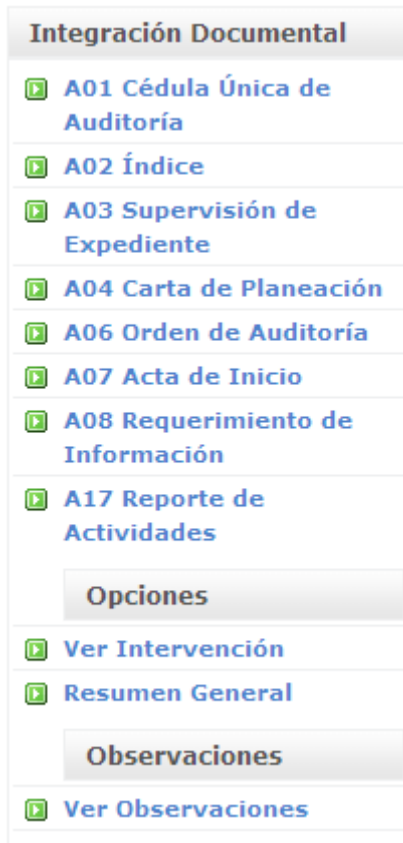 Integración Documental
A01 Cédula Única de
Auditoría
A02 Índice
A03 Supervisión de
Expediente
A04 Carta de Planeación
A06 Orden de Auditoría
A07 Acta de Inicio
A08 Requerimiento de
Información
A17 Reporte de
Actividades
Opciones
Ver Intervención
Resumen General
Observaciones
Ver Observaciones